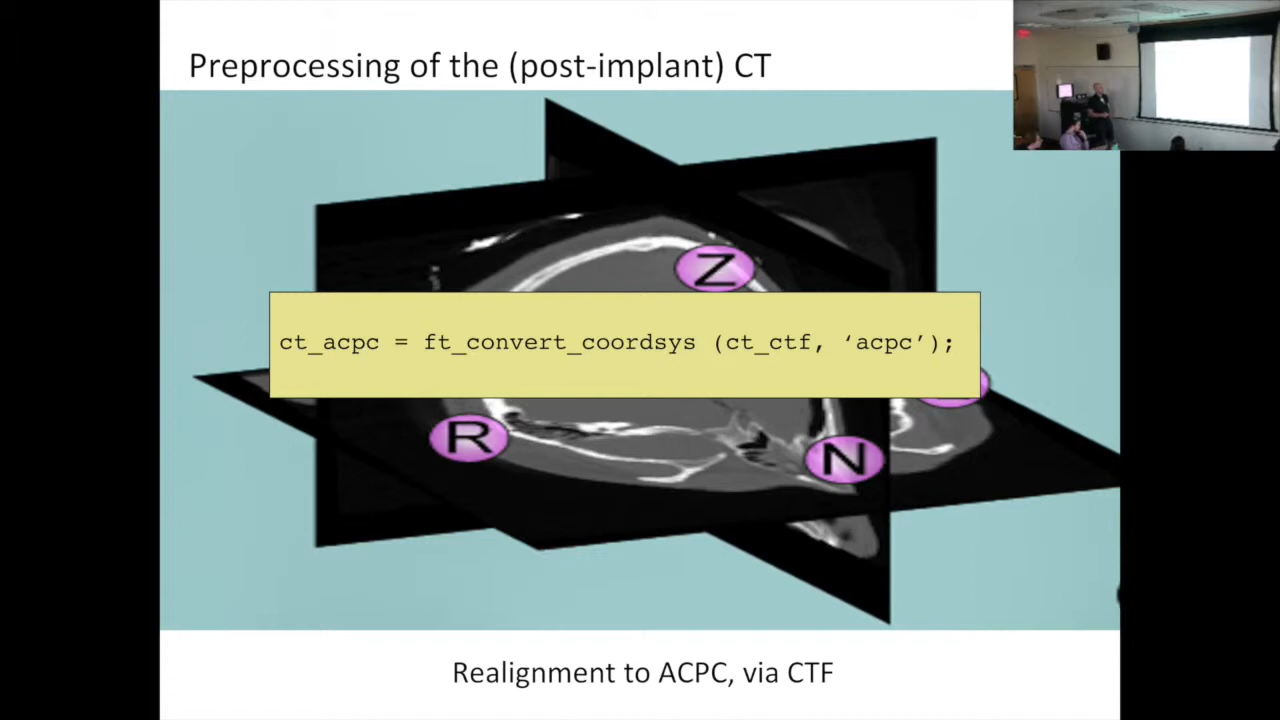 Preprocessing of the (post-implant) CT
Z
ct_acpc = ft_convert_coordsys (ct_ctf, ‘acpc’);
R
N
Realignment to ACPC, via CTF